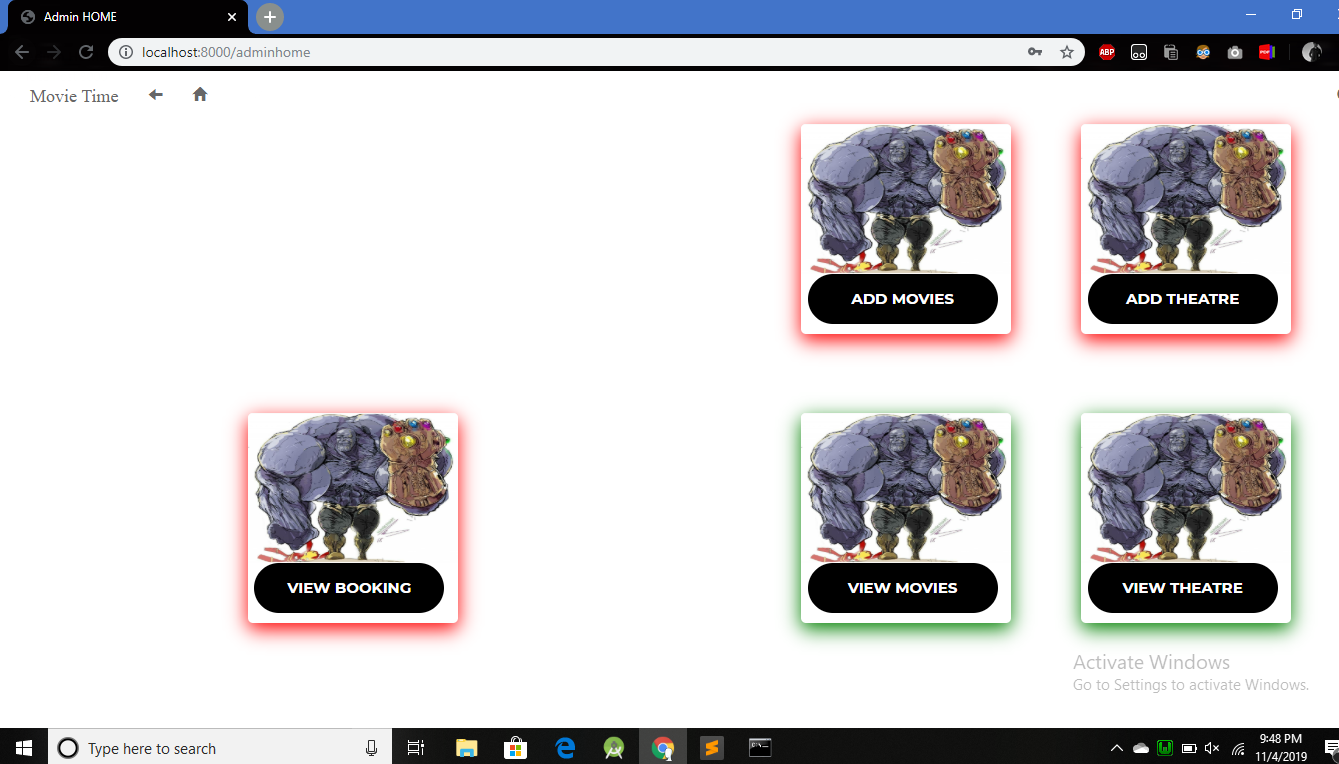 Admin HOME
localhost:8000/adminhome
ABP
PDF
Movie Time
ADD MOVIES
ADD THEATRE
VIEW BOOKING
VIEW MOVIES
VIEW THEATRE
Activate Windows
Go to Settings to activate Windows.
Type here to search
9:48 PM
11/4/2019